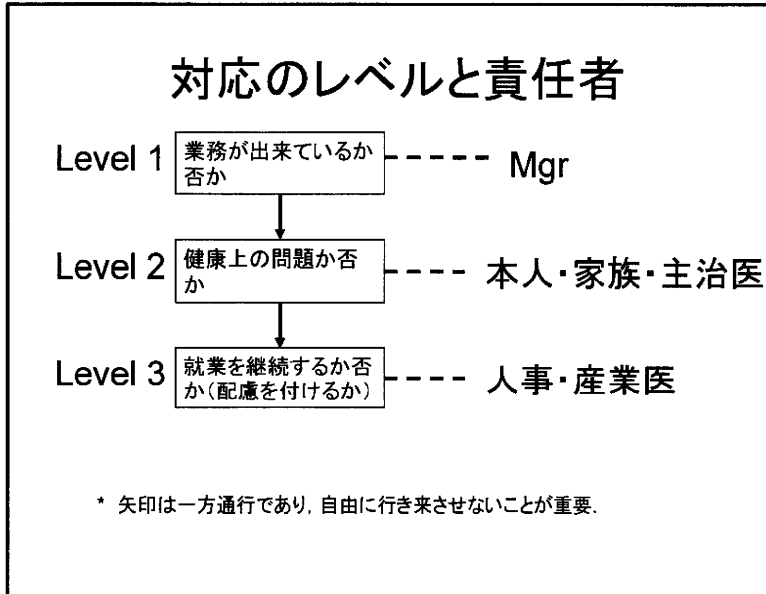 対応のレベルと責任者
Level 1
業務が出来ているか
否か
Mgr
Level 2
健康上の問題か否
か
本人・家族・主治医
Level 3
就業を継続するか否
か(配慮を付けるか)
人事・産業医
* 矢印は一方通行であり, 自由に行き来させないことが重要.